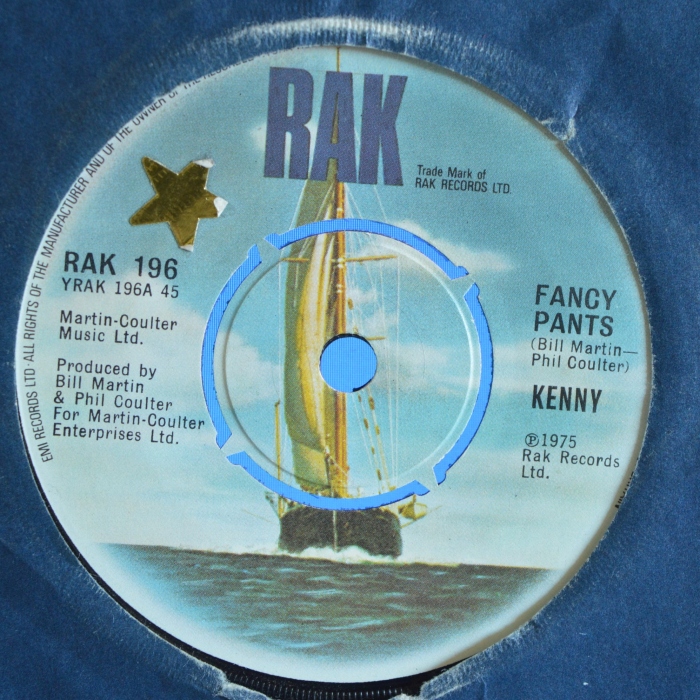 RAK
Trade Mark of
RAK RECORDS LTD.
RAK 196
YRAK 196A 45
Martin-Coulter
Music Ltd.
Produced by
Bill Martin
& Phil Coulter
For Martin-Coulter
Enterprises Ltd.
FANCY
PANTS
(Bill Martin—
Phil Coulter)
KENNY
℗1975
Rak Records
Ltd.
EMI RECORDS LTD·ALL RIGHTS OF THE MANUFACTURER AND OF THE OWNER OF THE